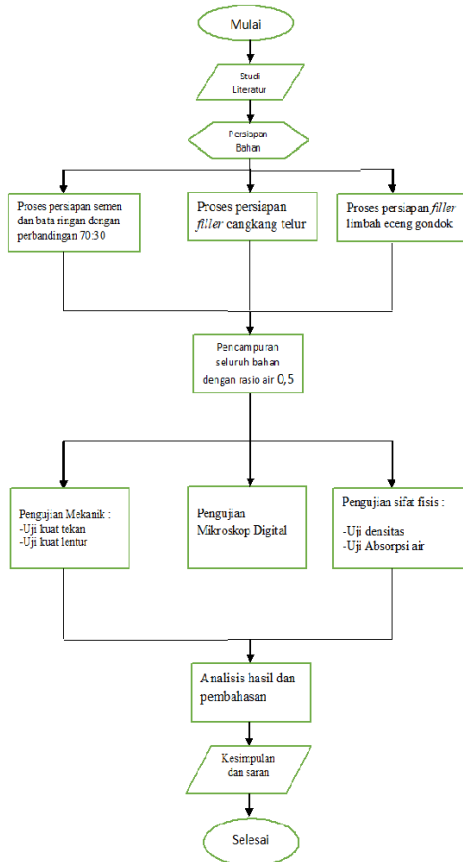 Mulai
Studi
Literatur
Persiapan
Bahan
Proses persiapan semen
dan bata ringan dengan
perbandingan 70:30
Proses persiapan
filler cangkang telur
Proses persiapan filler
limbah eceng gondok
Pencampuran
seluruh bahan
dengan rasio air 0,5
Pengujian Mekanik :
-Uji kuat tekan
-Uji kuat lentur
Pengujian
Mikroskop Digital
Pengujian sifat fisis :
-Uji densitas
-Uji Absorpsi air
Analisis hasil dan
pembahasan
Kesimpulan
dan saran
Selesai